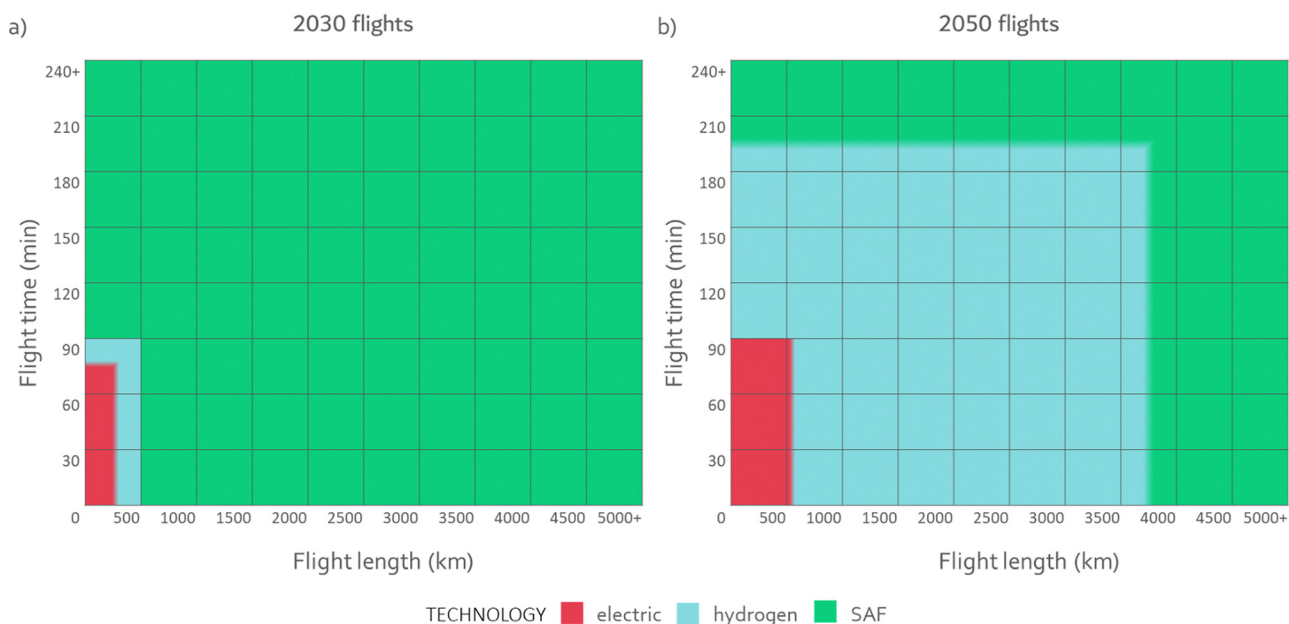 a)
2030 flights
240+
210
180
150
120
90
60
30
0 500 1000 1500 2000 2500 3000 3500 4000 4500 5000+
Flight time (min)
Flight length (km)
b)
2050 flights
240+
210
180
150
120
90
60
30
0 500 1000 1500 2000 2500 3000 3500 4000 4500 5000+
Flight time (min)
Flight length (km)
TECHNOLOGY electric hydrogen SAF